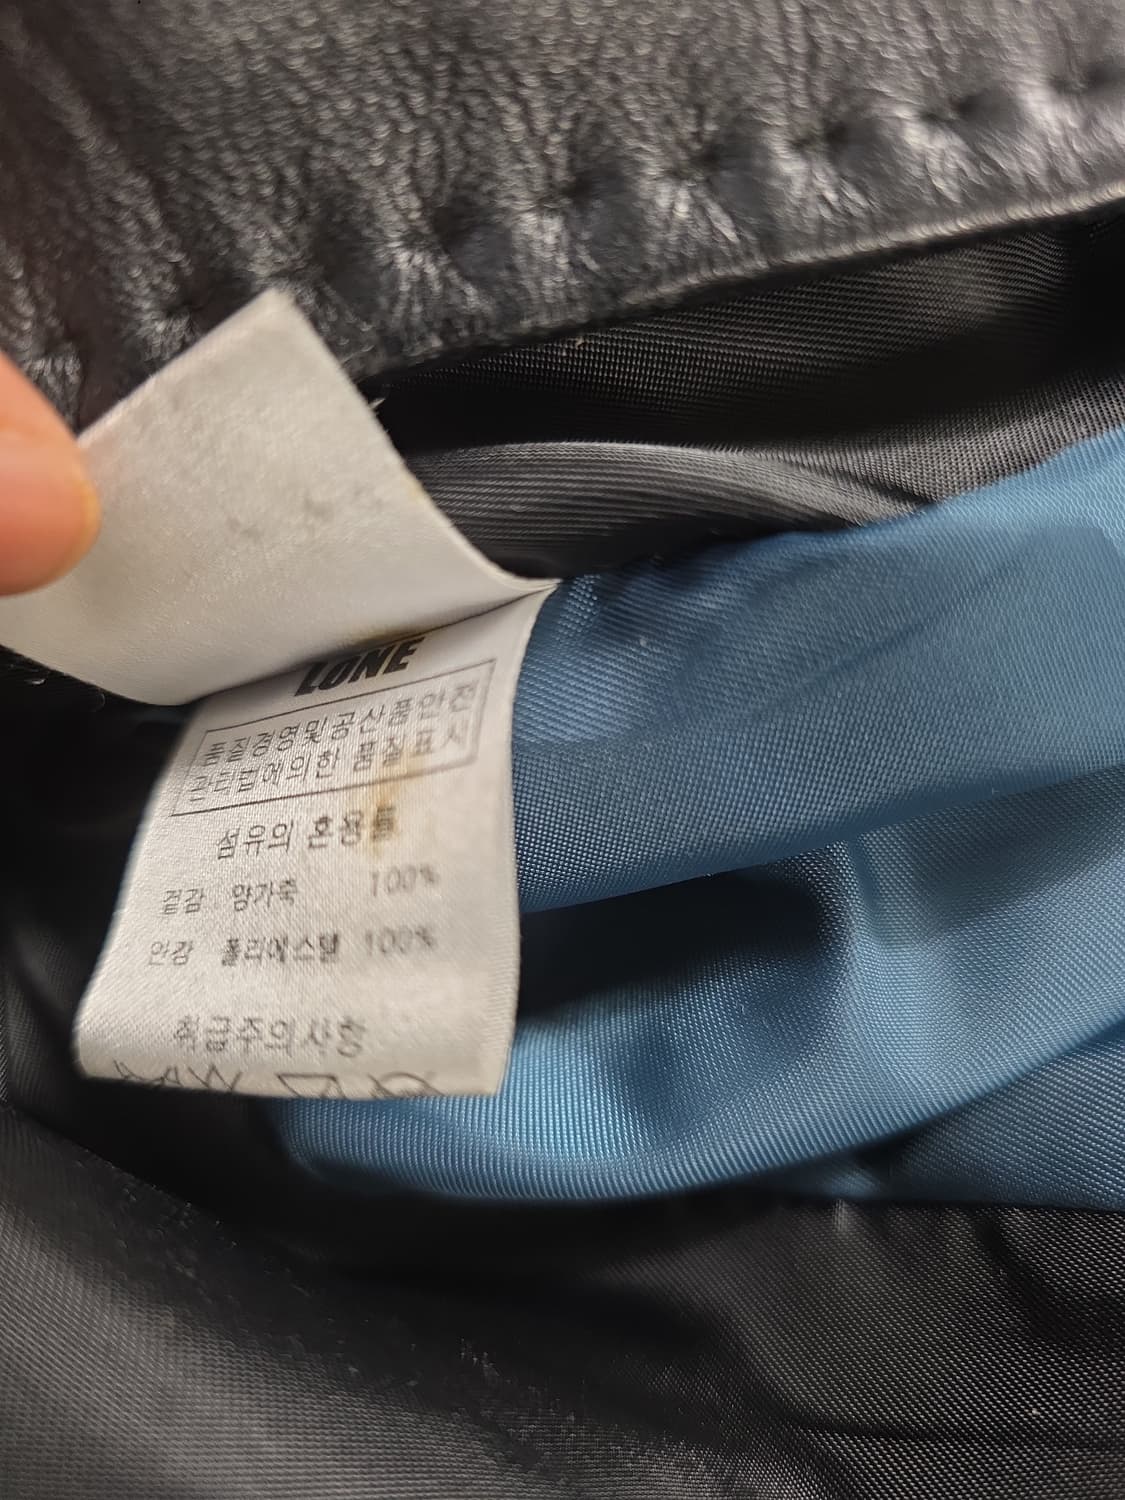 LONE
품질경영및공산품안전
관리법에의한 품질표시
섬유의 혼용률
겉감 양가죽 100%
안감 폴리에스텔 100%
취급주의사항